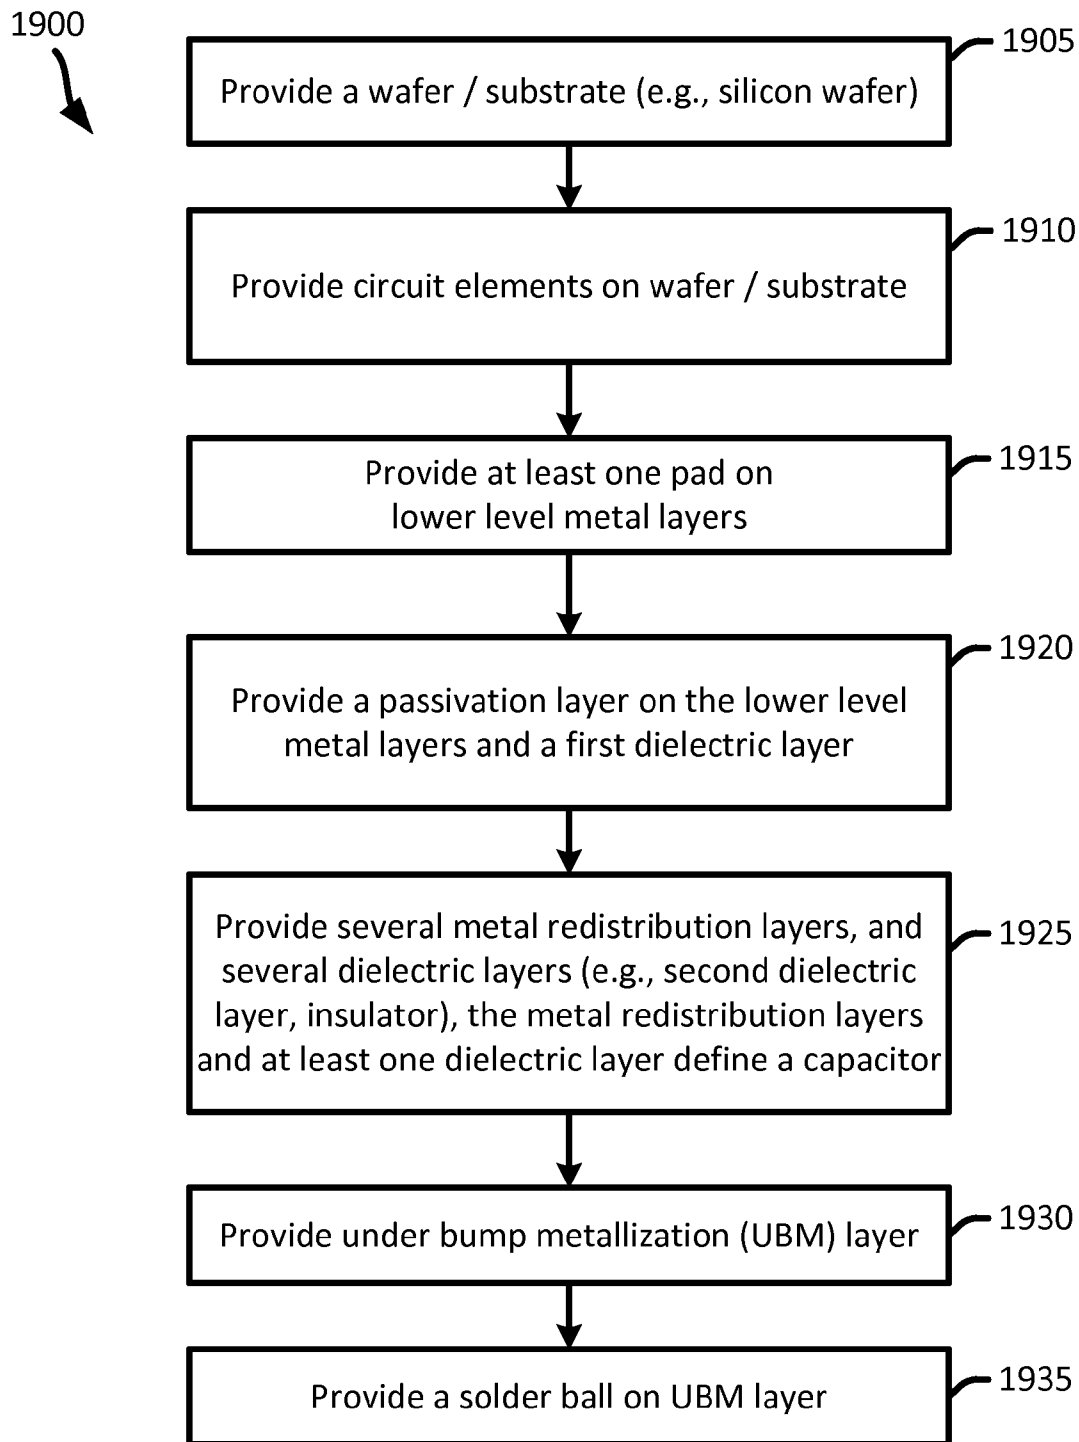 1900
1905
Provide a wafer / substrate (e.g., silicon wafer)
1910
Provide circuit elements on wafer / substrate
1915
Provide at least one pad on
lower level metal layers
1920
Provide a passivation layer on the lower level
metal layers and a first dielectric layer
1925
Provide several metal redistribution layers, and
several dielectric layers (e.g., second dielectric
layer, insulator), the metal redistribution layers
and at least one dielectric layer define a capacitor
1930
Provide under bump metallization (UBM) layer
1935
Provide a solder ball on UBM layer